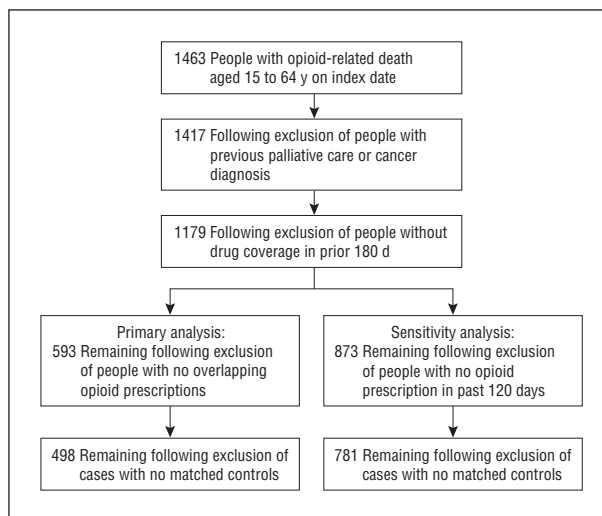 1463 People with opioid-related death
aged 15 to 64 y on index date
1417 Following exclusion of people with
previous palliative care or cancer
diagnosis
1179 Following exclusion of people without
drug coverage in prior 180 d
Primary analysis:
593 Remaining following exclusion
of people with no overlapping
opioid prescriptions
Sensitivity analysis:
873 Remaining following exclusion
of people with no opioid
prescription in past 120 days
498 Remaining following exclusion of
cases with no matched controls
781 Remaining following exclusion of
cases with no matched controls